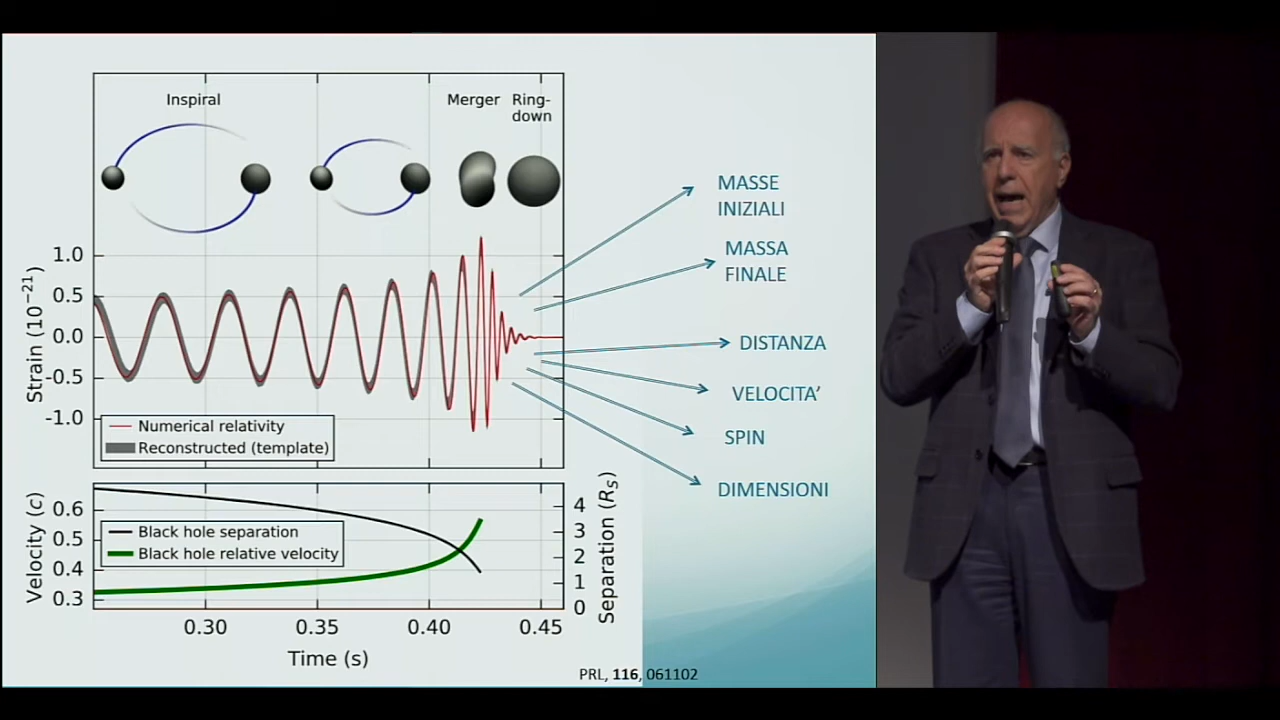 Inspiral
Merger
Ring-
down
1.0
0.5
0.0
-0.5
-1.0
Strain (10⁻²¹)
Numerical relativity
Reconstructed (template)
MASSE
INIZIALI
MASSA
FINALE
DISTANZA
VELOCITA’
SPIN
DIMENSIONI
0.6
0.5
0.4
0.3
Velocity (c)
Black hole separation
Black hole relative velocity
4
3
2
1
0
Separation (R_S)
0.30 0.35 0.40 0.45
Time (s)
PRL, 116, 061102